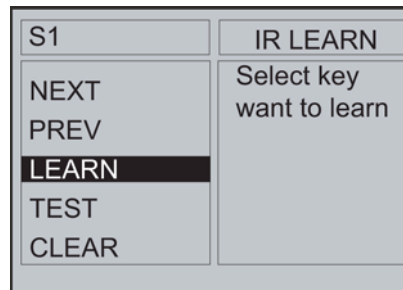 S1
IR LEARN
NEXT
PREV
LEARN
TEST
CLEAR
Select key
want to learn